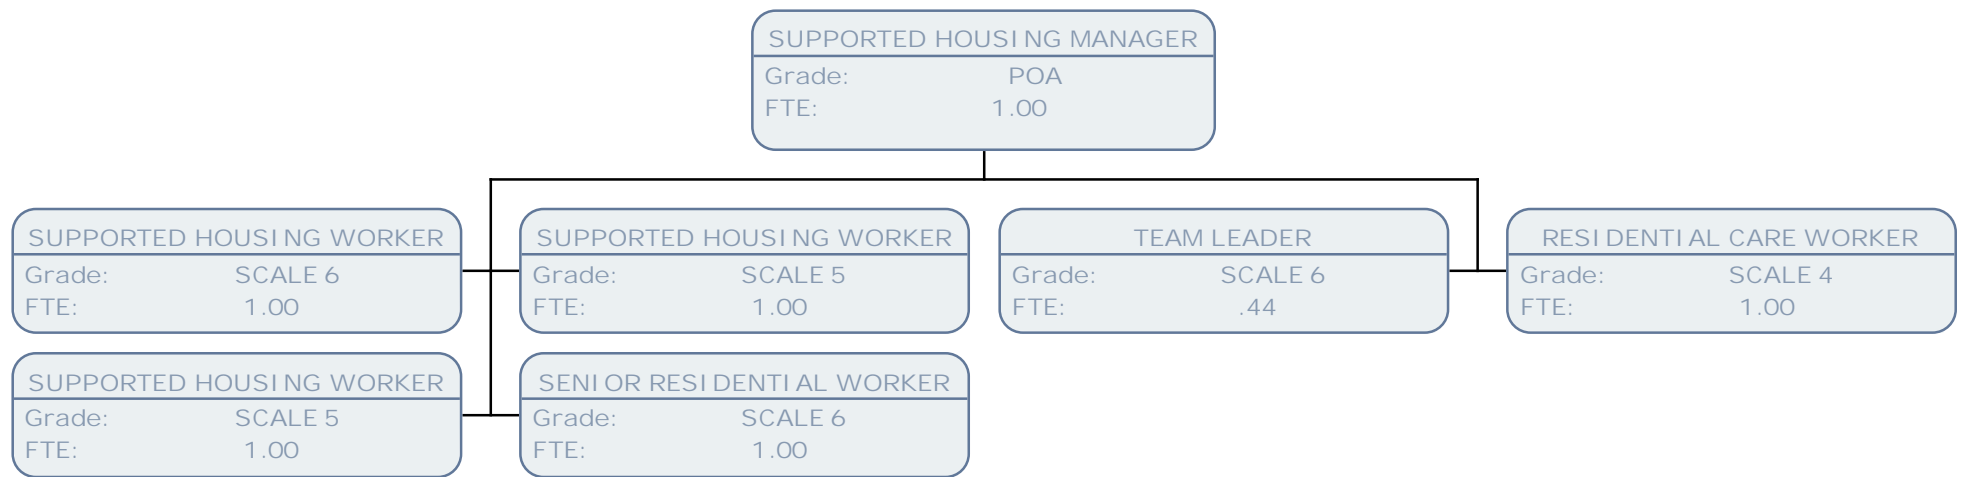 SUPPORTED HOUSING MANAGER
Grade: POA
FTE: 1.00
SUPPORTED HOUSING WORKER
Grade: SCALE 6
FTE: 1.00
SUPPORTED HOUSING WORKER
Grade: SCALE 5
FTE: 1.00
TEAM LEADER
Grade: SCALE 6
FTE: .44
RESIDENTIAL CARE WORKER
Grade: SCALE 4
FTE: 1.00
SUPPORTED HOUSING WORKER
Grade: SCALE 5
FTE: 1.00
SENIOR RESIDENTIAL WORKER
Grade: SCALE 6
FTE: 1.00